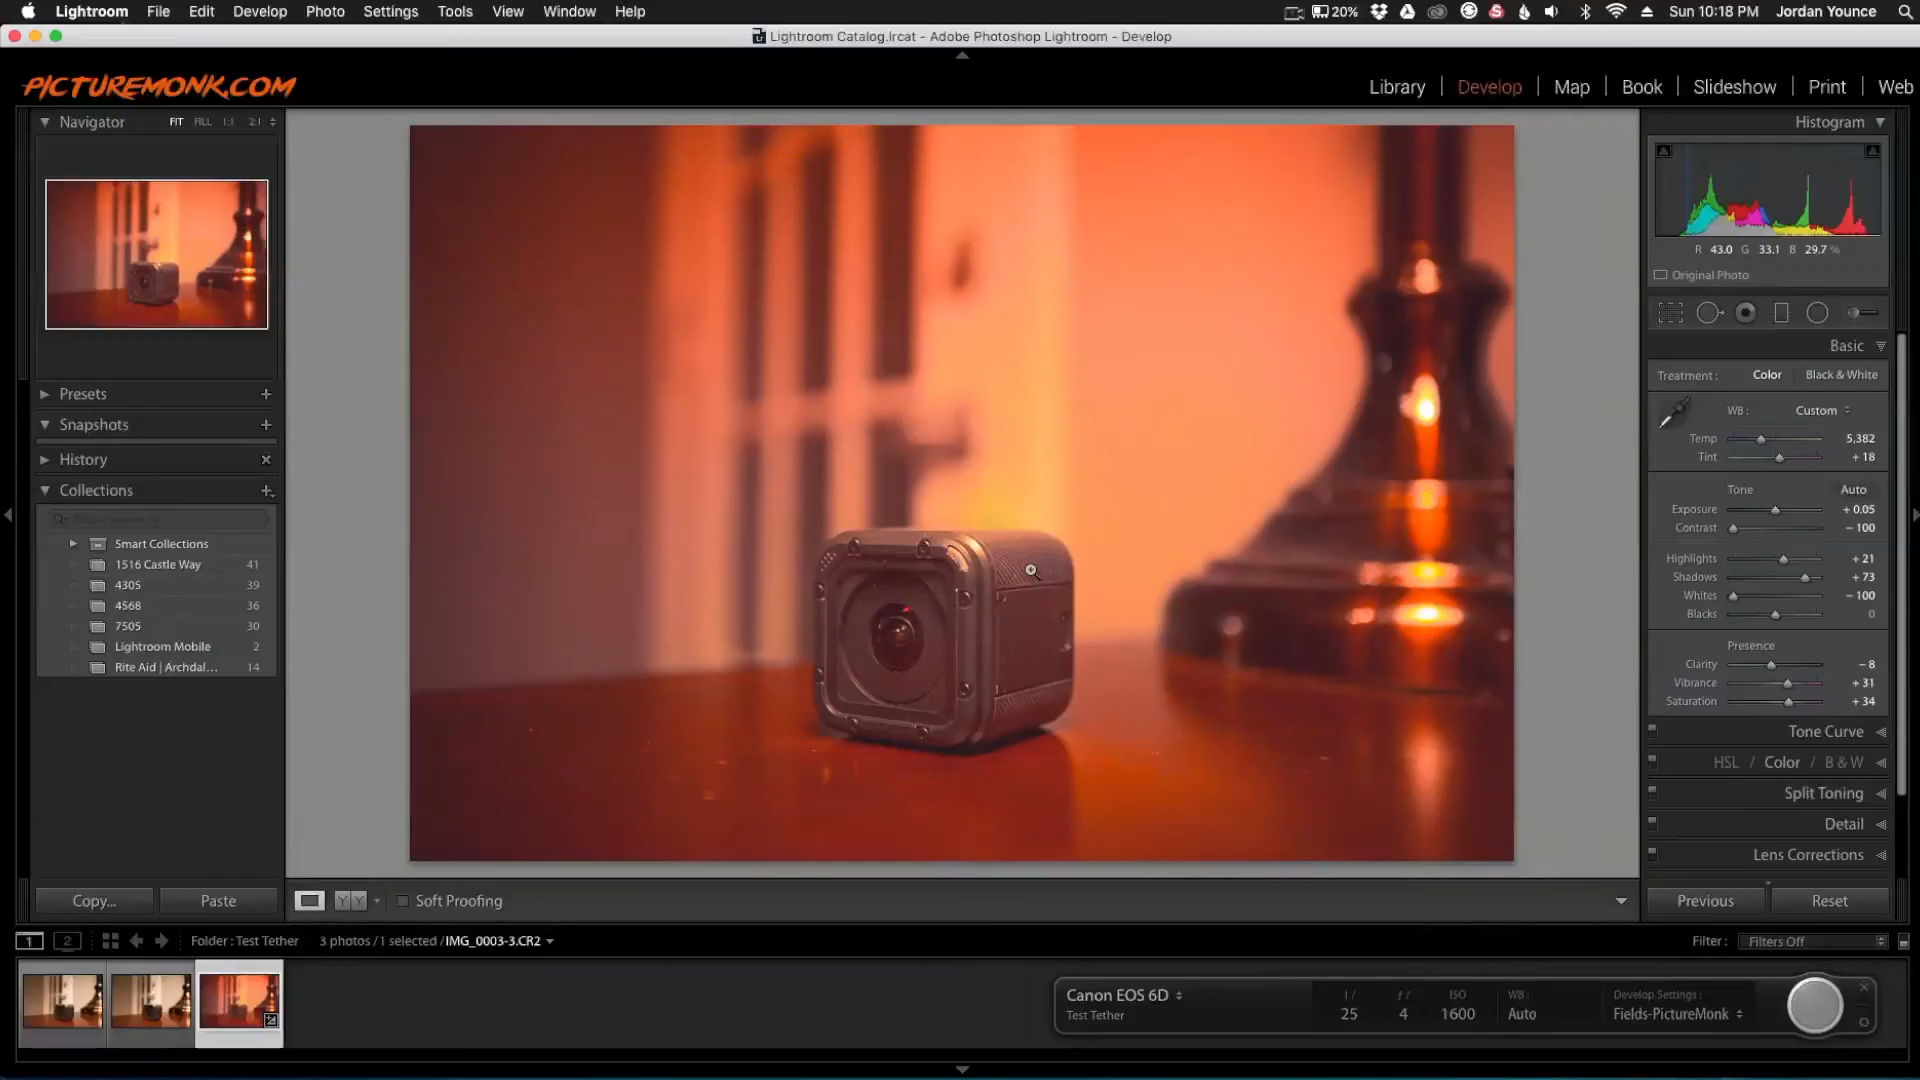 Lightroom File Edit Develop Photo Settings Tools View Window Help 20% Sun 10:18 PM Jordan Younce
Lightroom Catalog.lrcat - Adobe Photoshop Lightroom - Develop
PICTUREMONK.COM Library Develop Map Book Slideshow Print Web
Navigator FIT FILL 1:1 2:1
Histogram
R 43.0 G 33.1 B 29.7 %
Original Photo
Basic
Treatment : Color Black & White
WB : Custom
Temp 5,382
Tint + 18
Tone Auto
Exposure + 0.05
Contrast − 100
Highlights + 21
Shadows + 73
Whites − 100
Blacks 0
Presence
Clarity − 8
Vibrance + 31
Saturation + 34
Tone Curve
HSL / Color / B & W
Split Toning
Detail
Lens Corrections
Previous Reset
Presets
Snapshots
History
Collections
Smart Collections
1516 Castle Way 41
4305 39
4568 36
7505 30
Lightroom Mobile 2
Rite Aid | Archdal... 14
Copy... Paste
Y Y Soft Proofing
1 2 Folder : Test Tether 3 photos / 1 selected / IMG_0003-3.CR2 Filter : Filters Off
Canon EOS 6D
Test Tether
1 / 25
f / 4
ISO 1600
WB : Auto
Develop Settings :
Fields-PictureMonk